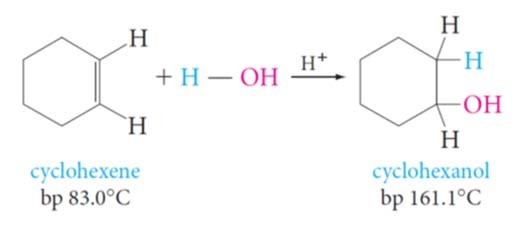 H
H
H
+ H — OH
H+
H
H
OH
H
cyclohexene
bp 83.0°C
cyclohexanol
bp 161.1°C